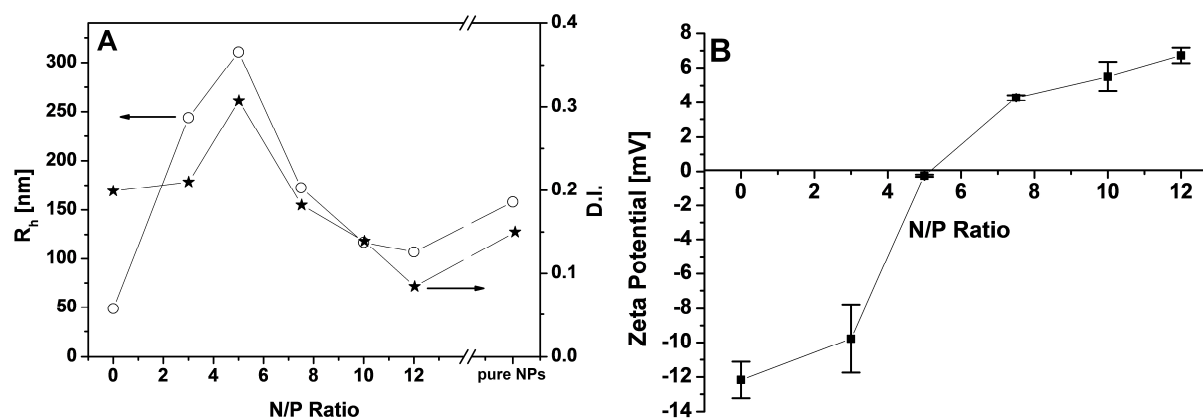 A
R_h [nm]
300
250
200
150
100
50
0
0 2 4 6 8 10 12 pure NPs
N/P Ratio
0.4
0.3
0.2
0.1
0.0
D.I.
B
Zeta Potential [mV]
8
6
4
2
0
-2
-4
-6
-8
-10
-12
-14
0 2 4 6 8 10 12
N/P Ratio